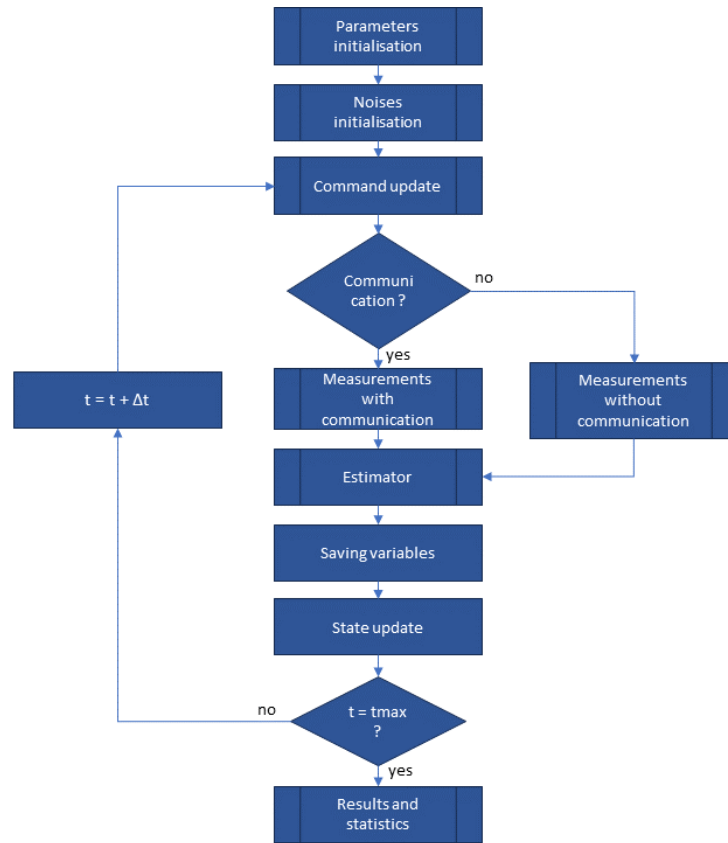 Parameters
initialisation
Noises
initialisation
Command update
Communi
cation ?
no
yes
Measurements
with
communication
Measurements
without
communication
t = t + Δt
Estimator
Saving variables
State update
t = tmax
?
no
yes
Results and
statistics